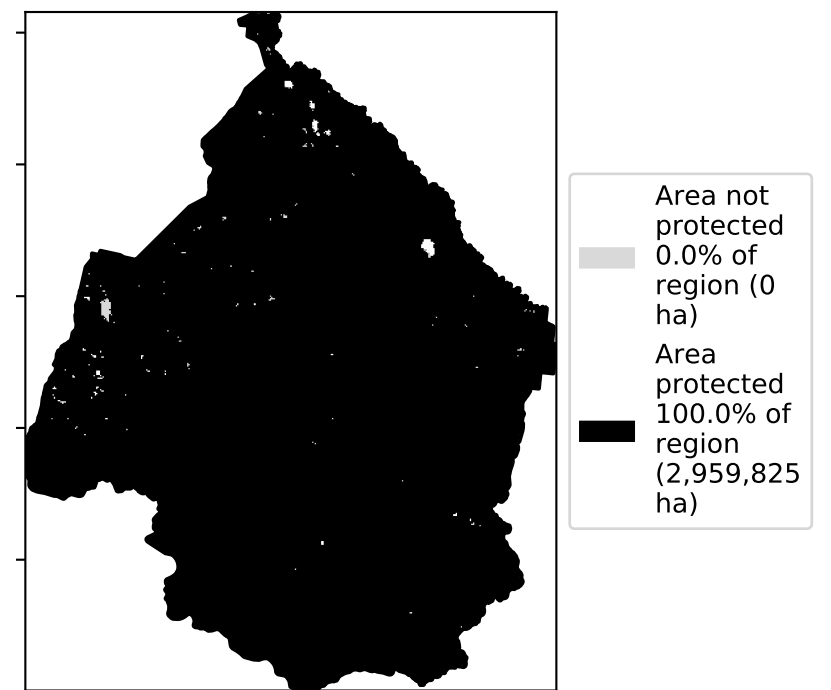 Area not
protected
0.0% of
region (0
ha)
Area
protected
100.0% of
region
(2,959,825
ha)